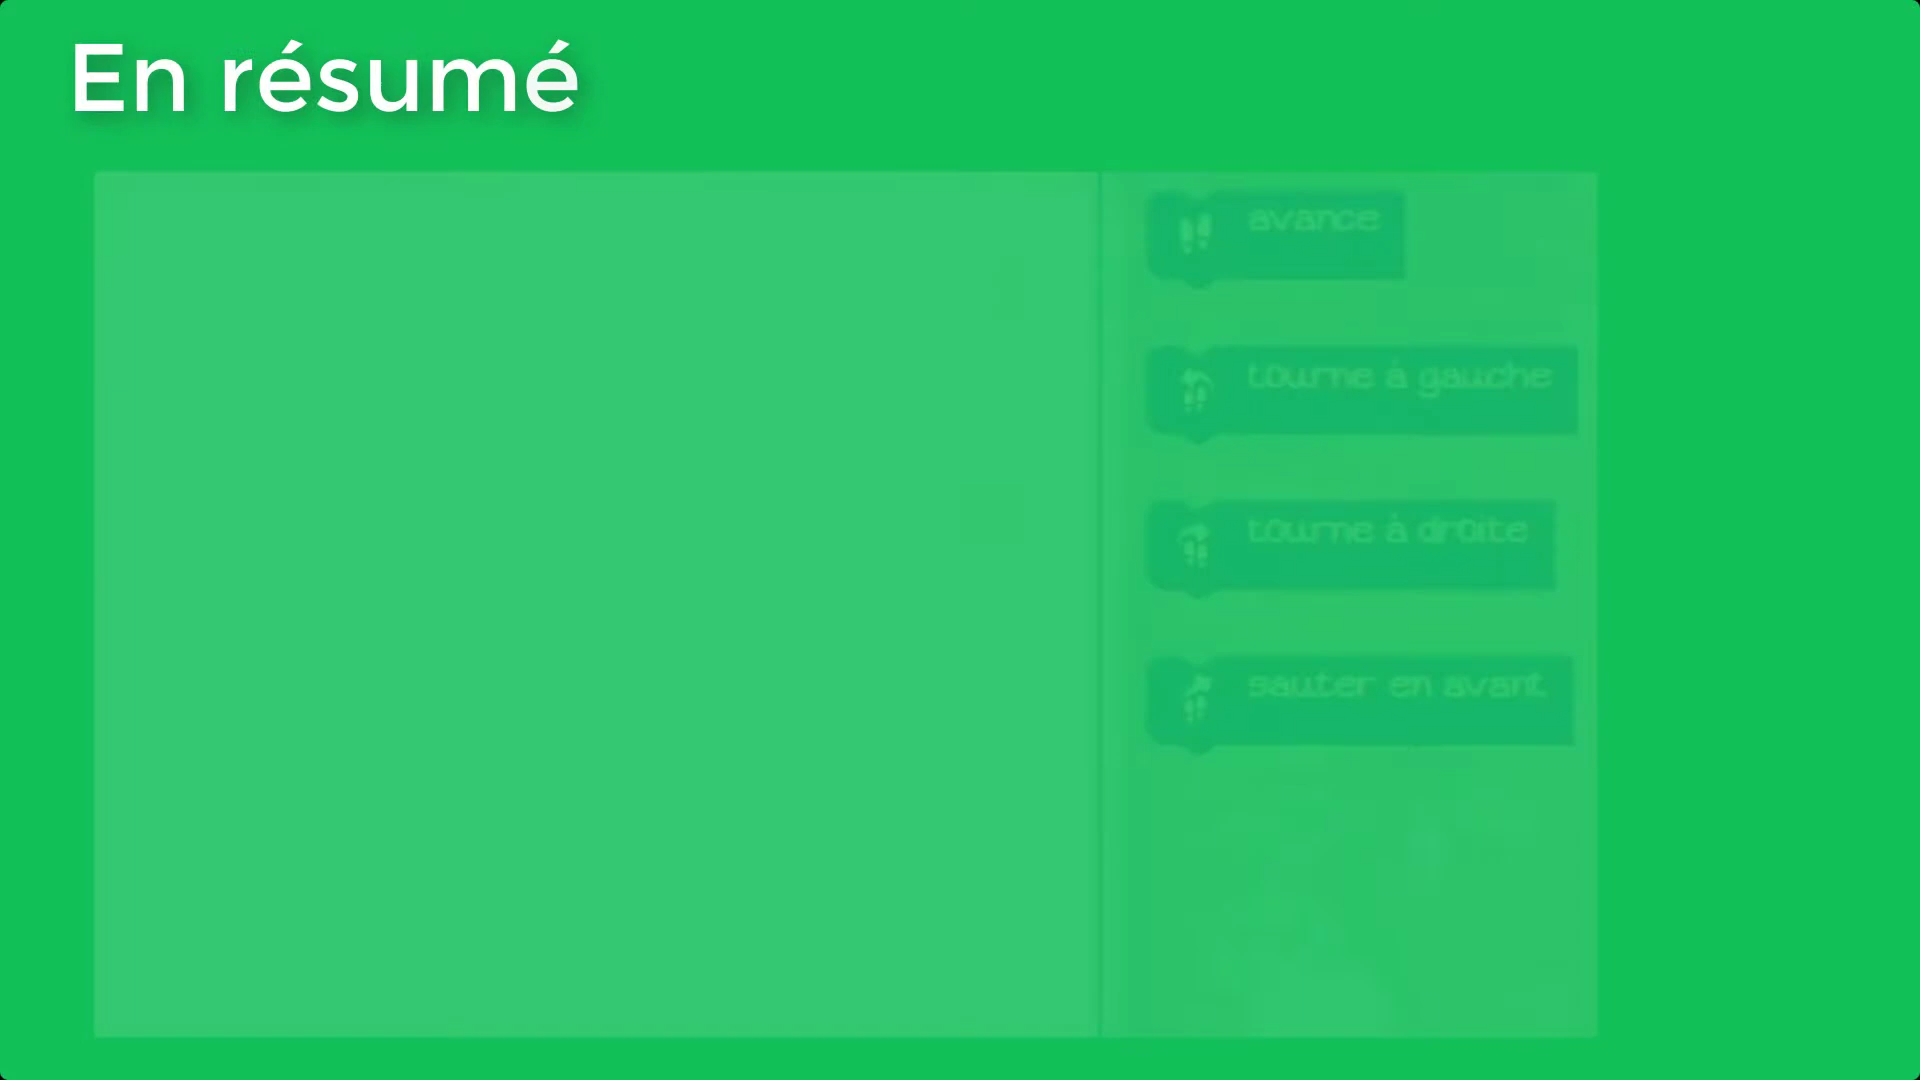 En résumé
avance
tourne à gauche
tourne à droite
sauter en avant